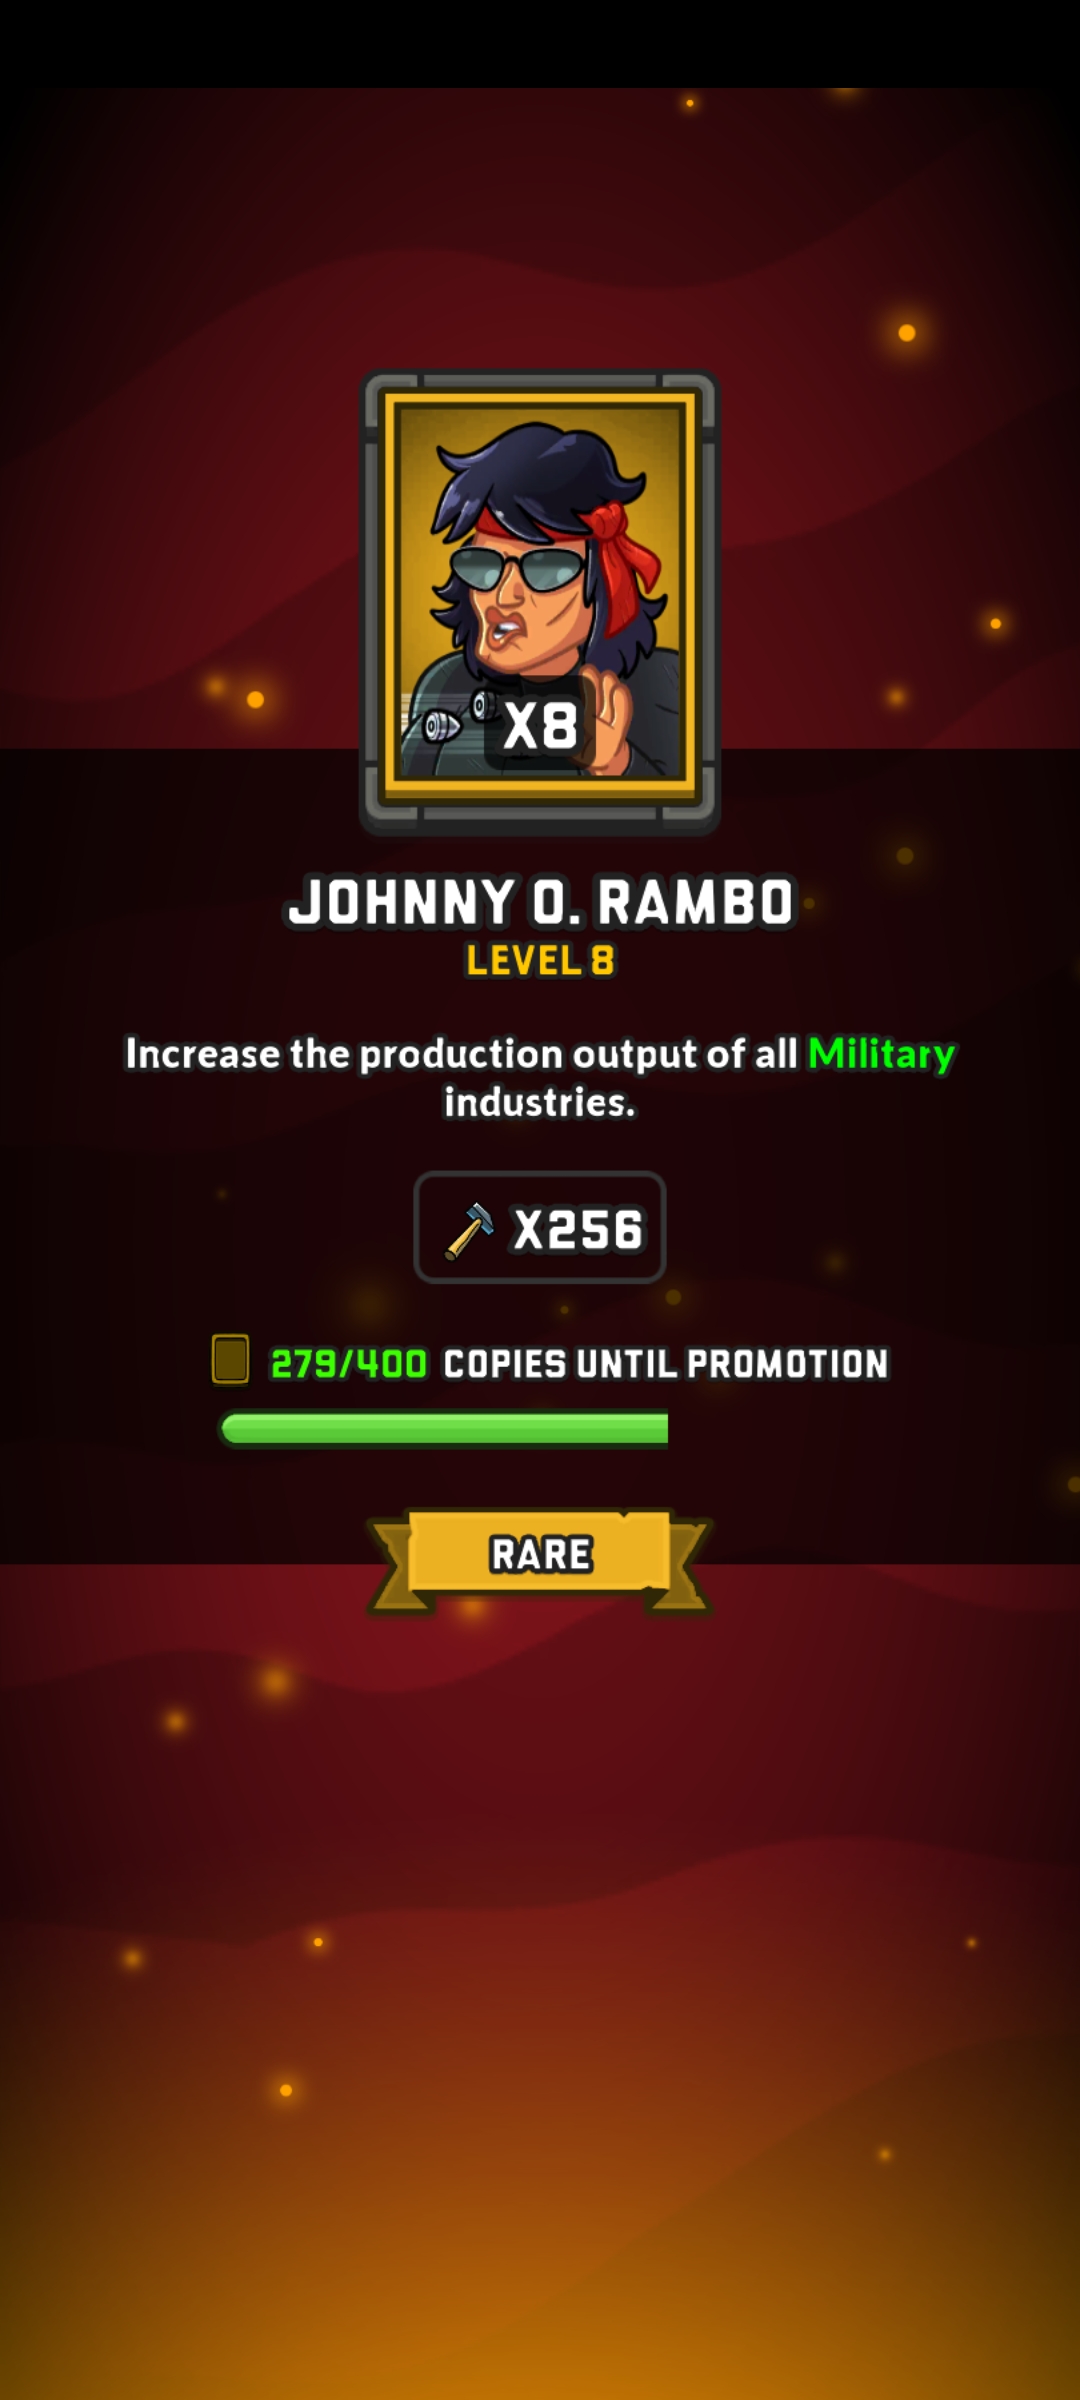 X8
JOHNNY O. RAMBO
LEVEL 8
Increase the production output of all Military
industries.
X256
279/400 COPIES UNTIL PROMOTION
RARE